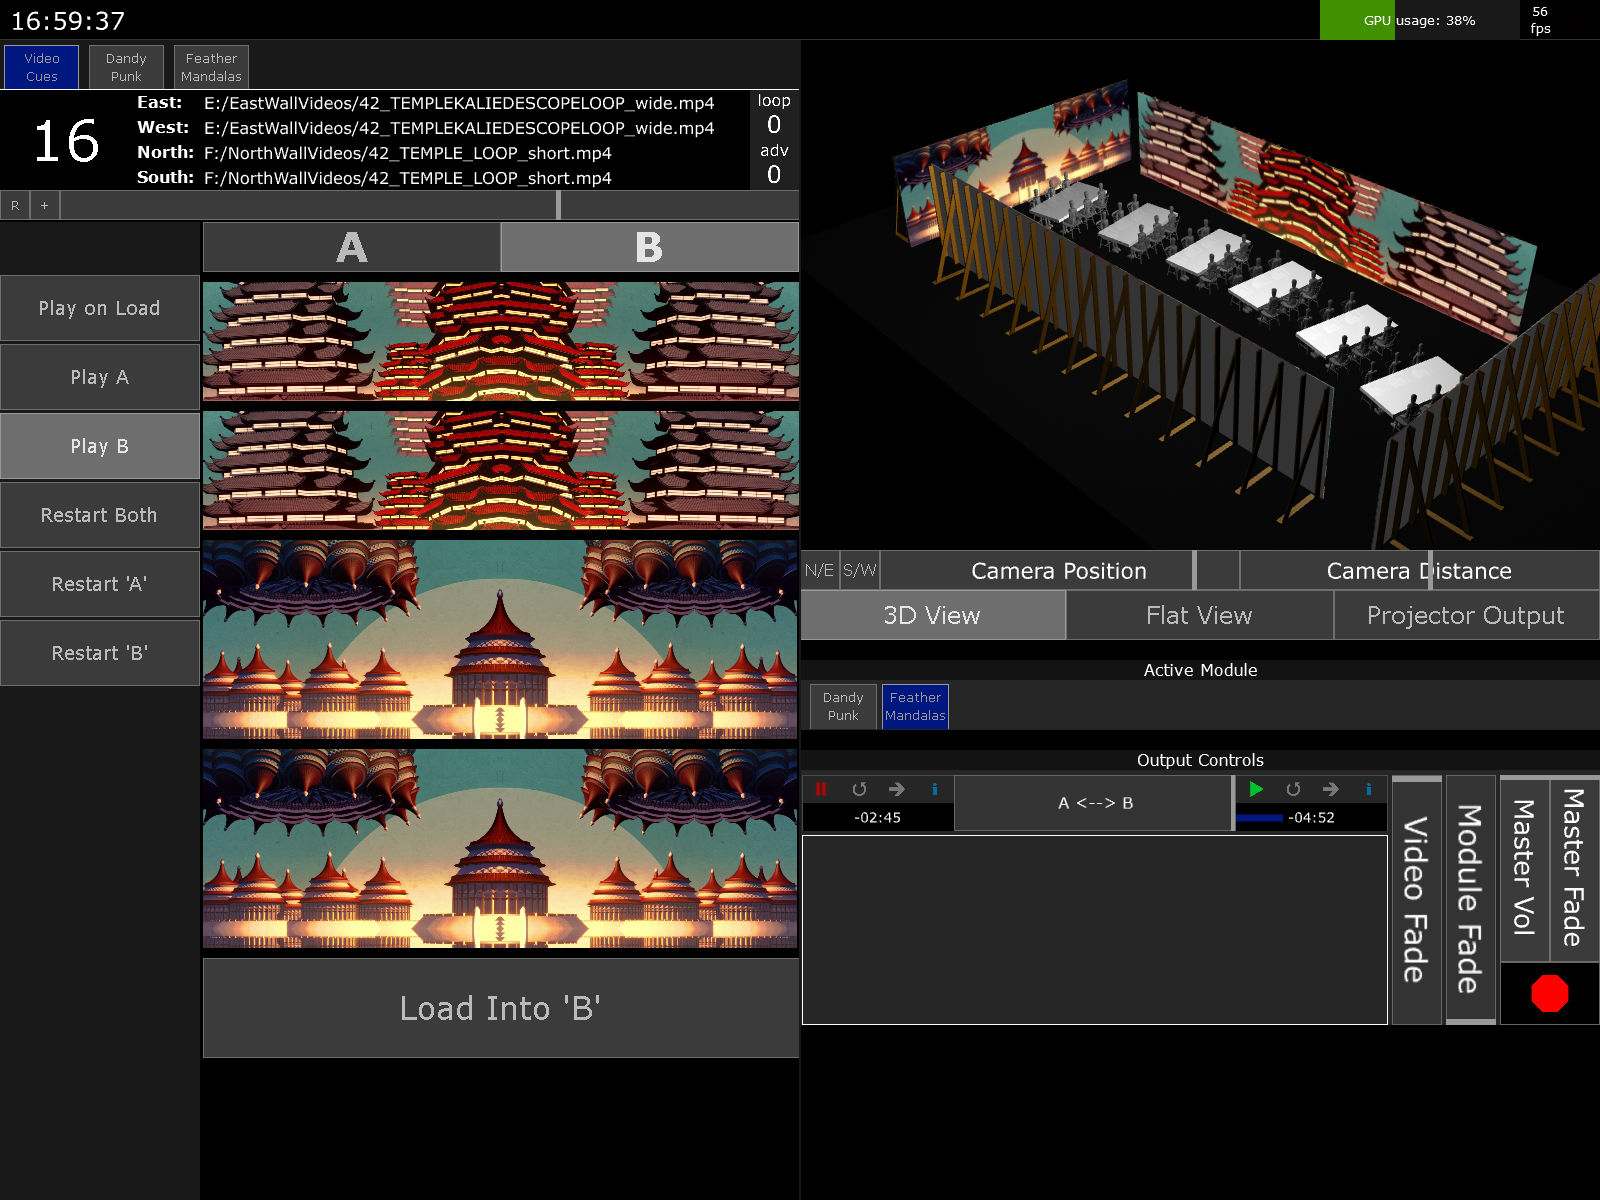 16:59:37
GPU usage: 38%
56
fps
Video
Cues
Dandy
Punk
Feather
Mandalas
16
East: E:/EastWallVideos/42_TEMPLEKALIEDESCOPELOOP_wide.mp4
West: E:/EastWallVideos/42_TEMPLEKALIEDESCOPELOOP_wide.mp4
North: F:/NorthWallVideos/42_TEMPLE_LOOP_short.mp4
South: F:/NorthWallVideos/42_TEMPLE_LOOP_short.mp4
loop
0
adv
0
R
+
A
B
Play on Load
Play A
Play B
Restart Both
Restart 'A'
Restart 'B'
Load Into 'B'
N/E
S/W
Camera Position
Camera Distance
3D View
Flat View
Projector Output
Active Module
Dandy
Punk
Feather
Mandalas
Output Controls
i
-02:45
A <--> B
i
-04:52
Video Fade
Module Fade
Master Vol
Master Fade